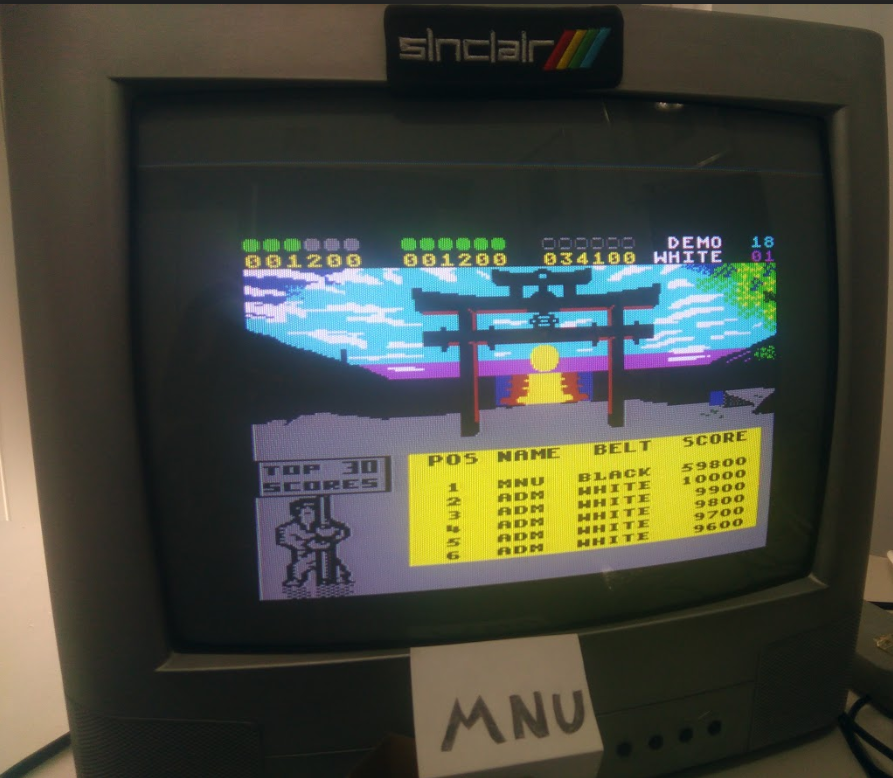 sinclair
DEMO 18
001200 001200 034100 WHITE 01
TOP 30
SCORES
POS NAME BELT SCORE
1 MNU BLACK 59800
2 ADM WHITE 10000
3 ADM WHITE 9900
4 ADM WHITE 9800
5 ADM WHITE 9700
6 ADM WHITE 9600
MNU